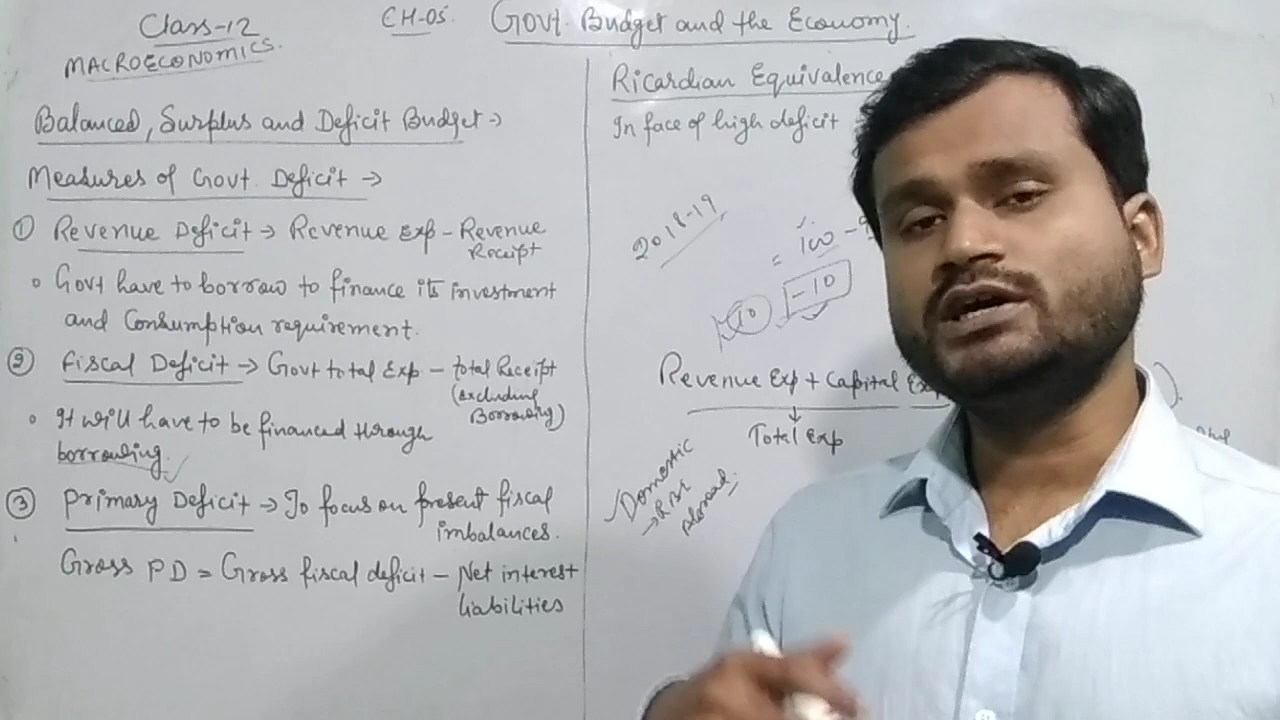 Class-12
MACROECONOMICS.
CH-05.
Govt. Budget and the Economy.
Balanced, Surplus and Deficit Budget →
Measures of Govt. Deficit →
① Revenue Deficit → Revenue Exp - Revenue
Receipt
• Govt have to borrow to finance its investment
and Consumption requirement.
② Fiscal Deficit → Govt total Exp - total Receipt
(excluding
Borrowing)
• It will have to be financed through
borrowing.
③ Primary Deficit → To focus on present fiscal
imbalances.
Gross PD = Gross fiscal deficit - Net interest
liabilities
Ricardian Equivalence
In face of high deficit
2018-19
= 100 -
10 -10
Revenue Exp + Capital Ex
↓
Total Exp
Domestic
→ RBI
Abroad